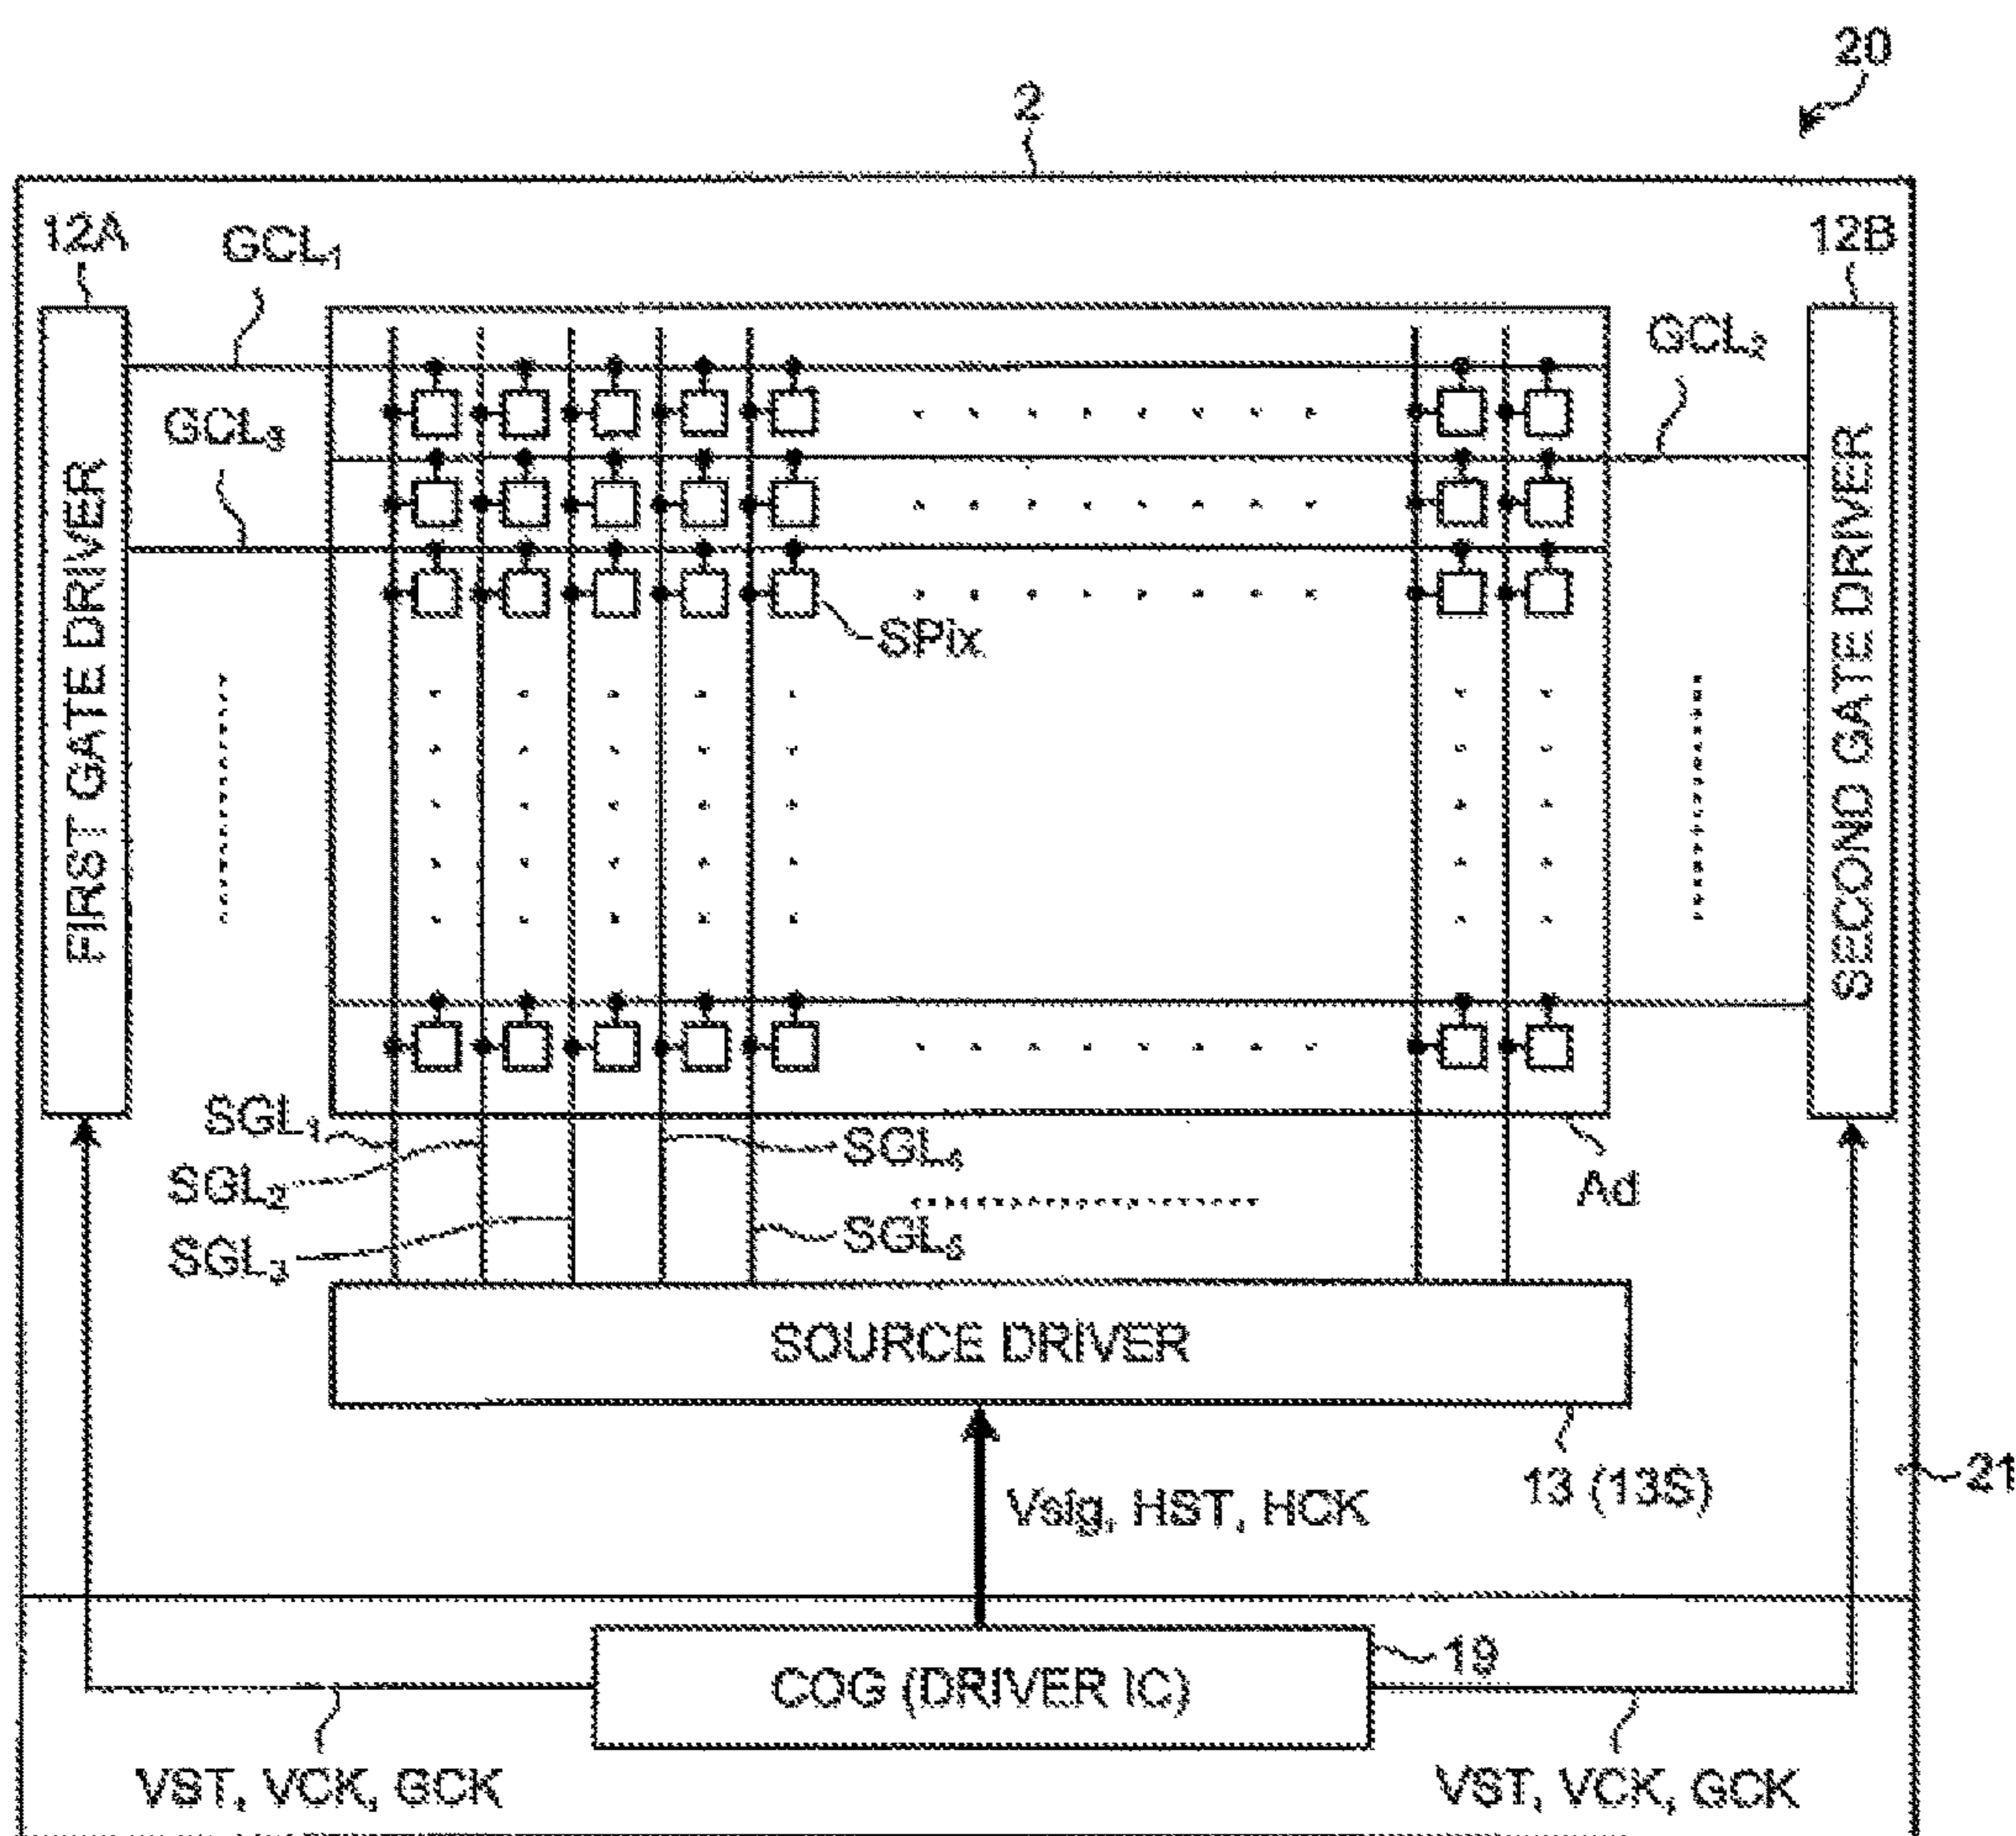 20
2
12A
GCL₁
12B
GCL₂
GCL₃
FIRST GATE DRIVER
SECOND GATE DRIVER
SPix
SGL₁
SGL₄
SGL₂
Ad
SGL₅
SGL₃
SOURCE DRIVER
13 (13S)
21
Vsig, HST, HCK
19
COG (DRIVER IC)
VST, VCK, GCK
VST, VCK, GCK